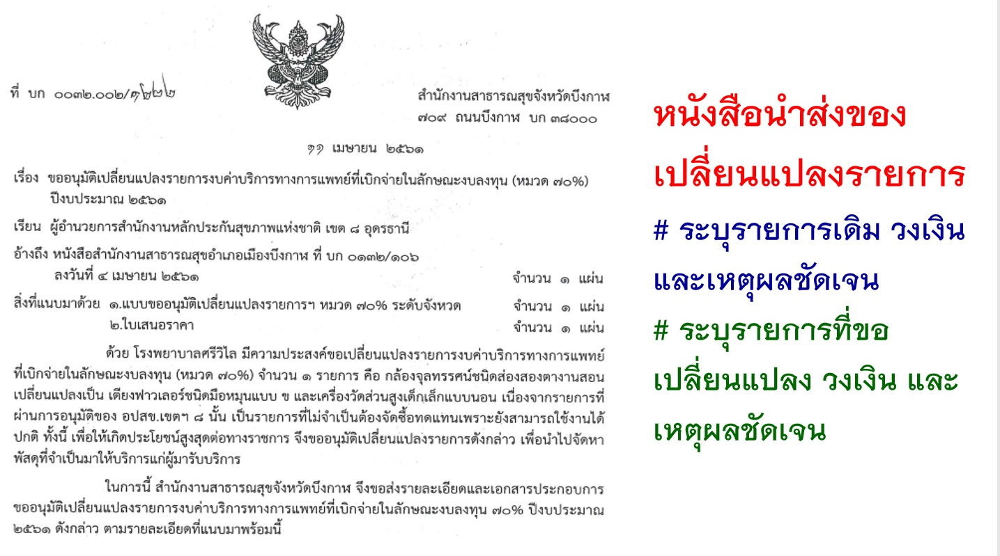 ที่ บก ๐๐๓๒.๐๐๒/๑๖๒๒
สำนักงานสาธารณสุขจังหวัดบึงกาฬ
๗๐๙ ถนนบึงกาฬ บก ๓๘๐๐๐
๑๑ เมษายน ๒๕๖๑
เรื่อง ขออนุมัติเปลี่ยนแปลงรายการงบค่าบริการทางการแพทย์ที่เบิกจ่ายในลักษณะงบลงทุน (หมวด ๗๐%)
ปีงบประมาณ ๒๕๖๑
เรียน ผู้อำนวยการสำนักงานหลักประกันสุขภาพแห่งชาติ เขต ๘ อุดรธานี
อ้างถึง หนังสือสำนักงานสาธารณสุขอำเภอเมืองบึงกาฬ ที่ บก ๐๑๓๒/๑๐๖
ลงวันที่ ๔ เมษายน ๒๕๖๑ จำนวน ๑ แผ่น
สิ่งที่แนบมาด้วย ๑.แบบขออนุมัติเปลี่ยนแปลงรายการฯ หมวด ๗๐% ระดับจังหวด จำนวน ๑ แผ่น
๒.ใบเสนอราคา จำนวน ๑ แผ่น
ด้วย โรงพยาบาลศรีวิไล มีความประสงค์ขอเปลี่ยนแปลงรายการงบค่าบริการทางการแพทย์
ที่เบิกจ่ายในลักษณะงบลงทุน (หมวด ๗๐%) จำนวน ๑ รายการ คือ กล้องจุลทรรศน์ชนิดส่องสองตางานสอน
เปลี่ยนแปลงเป็น เตียงฟาวเลอร์ชนิดมือหมุนแบบ ข และเครื่องวัดส่วนสูงเด็กเล็กแบบนอน เนื่องจากรายการที่
ผ่านการอนุมัติของ อปสข.เขตฯ ๘ นั้น เป็นรายการที่ไม่จำเป็นต้องจัดซื้อทดแทนเพราะยังสามารถใช้งานได้
ปกติ ทั้งนี้ เพื่อให้เกิดประโยชน์สูงสุดต่อทางราชการ จึงขออนุมัติเปลี่ยนแปลงรายการดังกล่าว เพื่อนำไปจัดหา
พัสดุที่จำเป็นมาให้บริการแก่ผู้มารับบริการ
ในการนี้ สำนักงานสาธารณสุขจังหวัดบึงกาฬ จึงขอส่งรายละเอียดและเอกสารประกอบการ
ขออนุมัติเปลี่ยนแปลงรายการงบค่าบริการทางการแพทย์ที่เบิกจ่ายในลักษณะงบลงทุน ๗๐% ปีงบประมาณ
๒๕๖๑ ดังกล่าว ตามรายละเอียดที่แนบมาพร้อมนี้
หนังสือนำส่งของ
เปลี่ยนแปลงรายการ
# ระบุรายการเดิม วงเงิน
และเหตุผลชัดเจน
# ระบุรายการที่ขอ
เปลี่ยนแปลง วงเงิน และ
เหตุผลชัดเจน